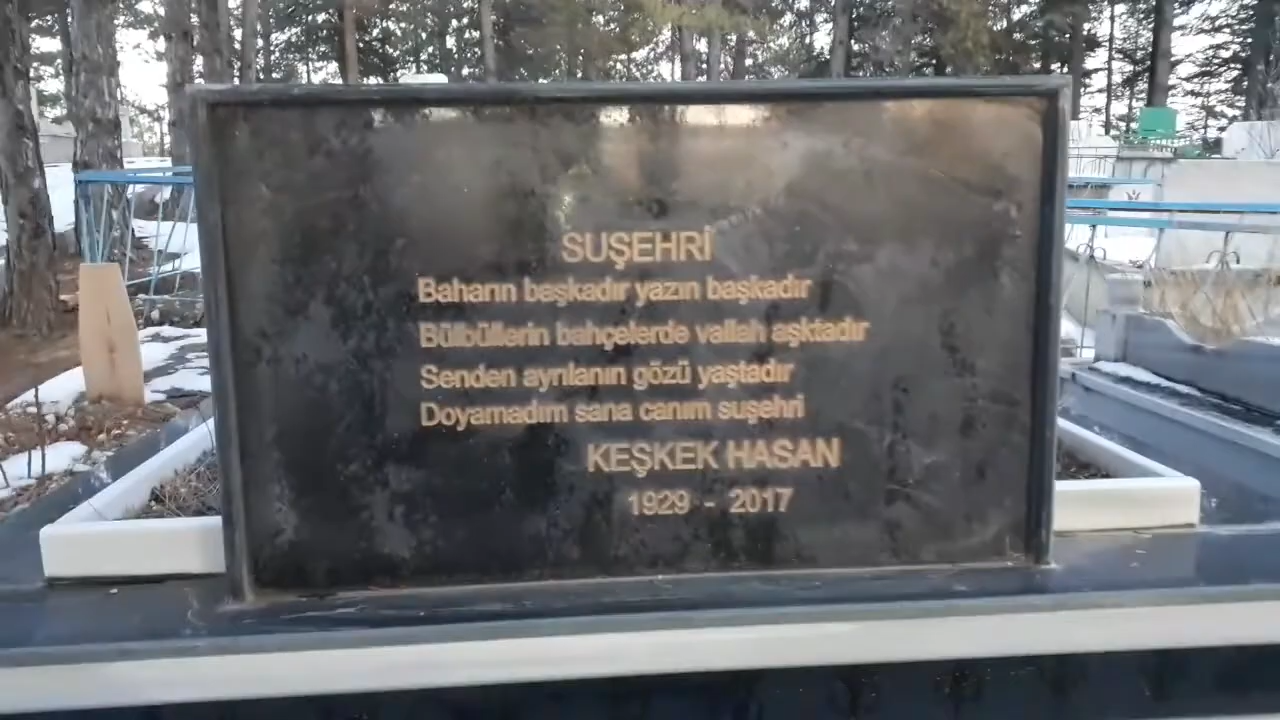 SUŞEHRİ
Baharın başkadır yazın başkadır
Bülbüllerin bahçelerde vallah aşktadır
Senden ayrılanın gözü yaştadır
Doyamadım sana canım suşehri
KEŞKEK HASAN
1929 - 2017